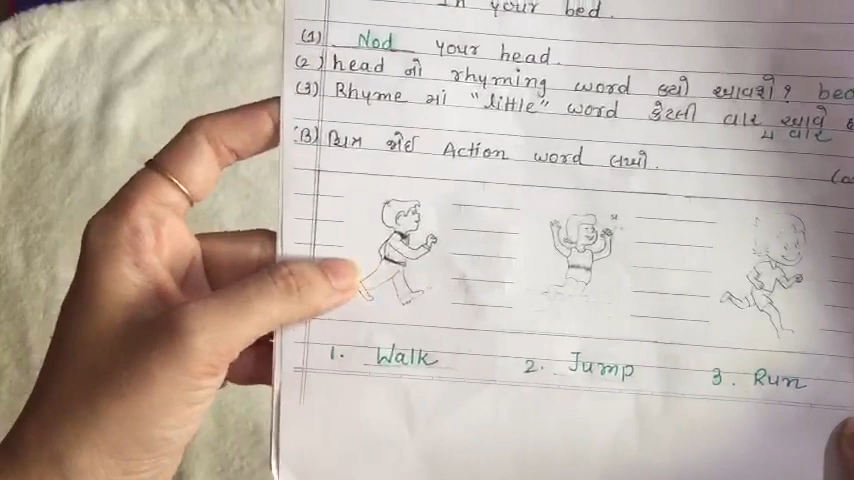 In your bed.
(1) Nod your head.
(2) head નો rhyming word કયો આવશે? bed
(3) Rhyme માં "little" word કેટલી વાર આવે
4 વાર
(B) ચિત્ર જોઈ Action word લખો.
1. Walk 2. Jump 3. Run